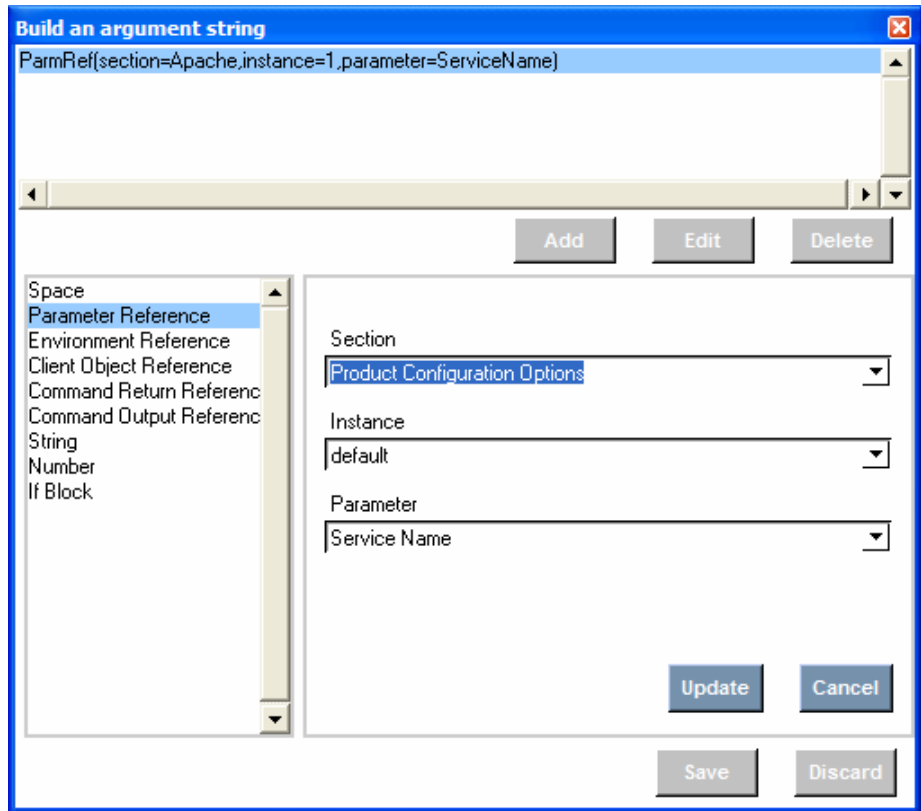 Build an argument string
ParmRef(section=Apache,instance=1,parameter=ServiceName)
Add
Edit
Delete
Space
Parameter Reference
Environment Reference
Client Object Reference
Command Return Referenc
Command Output Referenc
String
Number
If Block
Section
Product Configuration Options
Instance
default
Parameter
Service Name
Update
Cancel
Save
Discard